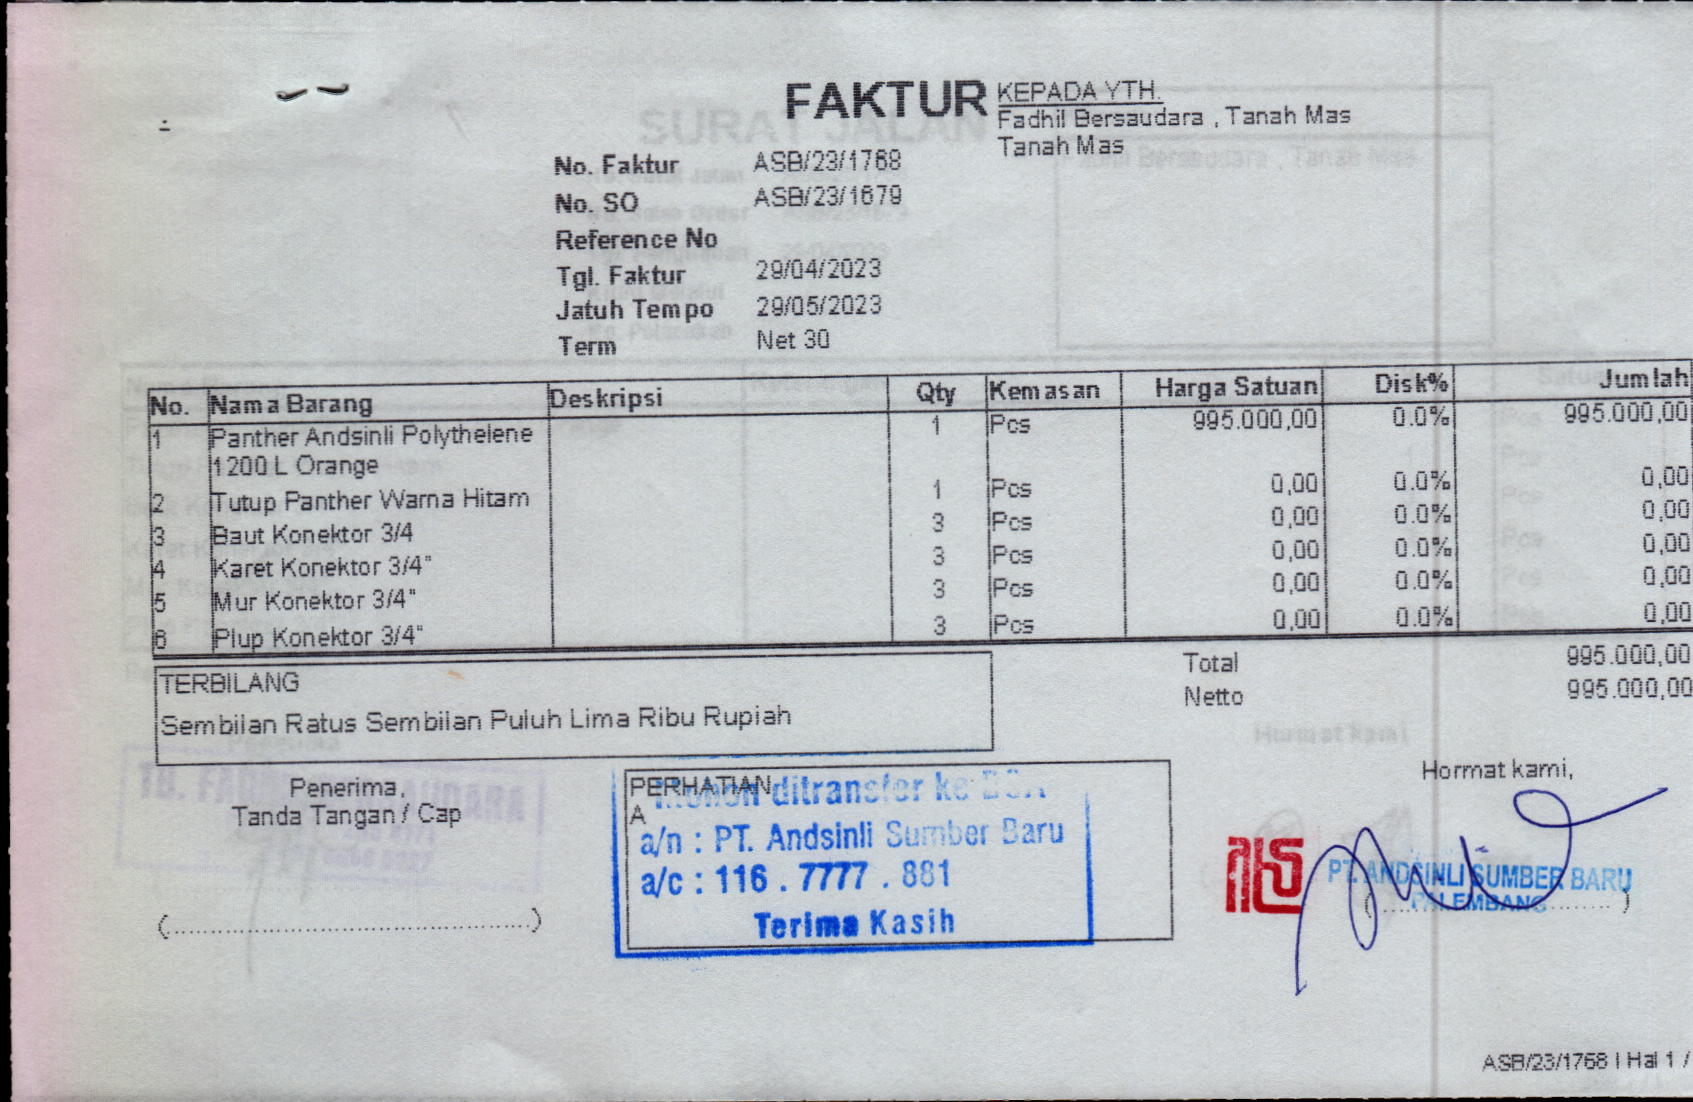 FAKTUR
KEPADA YTH.
Fadhil Bersaudara , Tanah Mas
Tanah Mas
No. Faktur ASB/23/1768
No. SO ASB/23/1679
Reference No
Tgl. Faktur 29/04/2023
Jatuh Tempo 29/05/2023
Term Net 30
No. Nama Barang Deskripsi Qty Kemasan Harga Satuan Disk% Jumlah
1 Panther Andsinli Polythelene 1 Pcs 995.000,00 0.0% 995.000,00
1200 L Orange
2 Tutup Panther Warna Hitam 1 Pcs 0,00 0.0% 0,00
3 Baut Konektor 3/4 3 Pcs 0,00 0.0% 0,00
4 Karet Konektor 3/4" 3 Pcs 0,00 0.0% 0,00
5 Mur Konektor 3/4" 3 Pcs 0,00 0.0% 0,00
6 Plup Konektor 3/4" 3 Pcs 0,00 0.0% 0,00
Total 995.000,00
Netto 995.000,00
TERBILANG
Sembilan Ratus Sembilan Puluh Lima Ribu Rupiah
Penerima,
Tanda Tangan / Cap
(........................................)
PERHATIAN
A
Mohon ditransfer ke BCA
a/n : PT. Andsinli Sumber Baru
a/c : 116 . 7777 . 881
Terima Kasih
Hormat kami,
PT. ANDSINLI SUMBER BARU
PALEMBANG
ASB/23/1768 | Hal 1 /